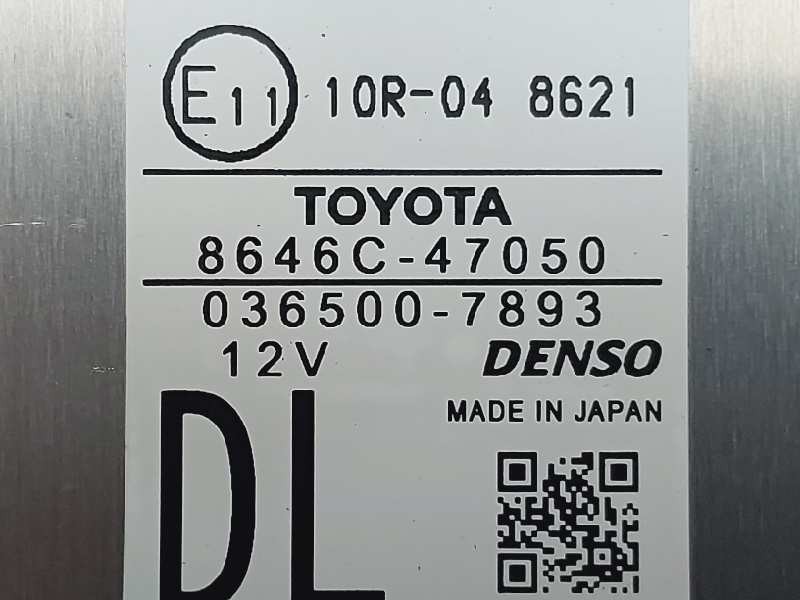 E11 10R-04 8621
TOYOTA
8646C-47050
036500-7893
12V DENSO
MADE IN JAPAN
DL